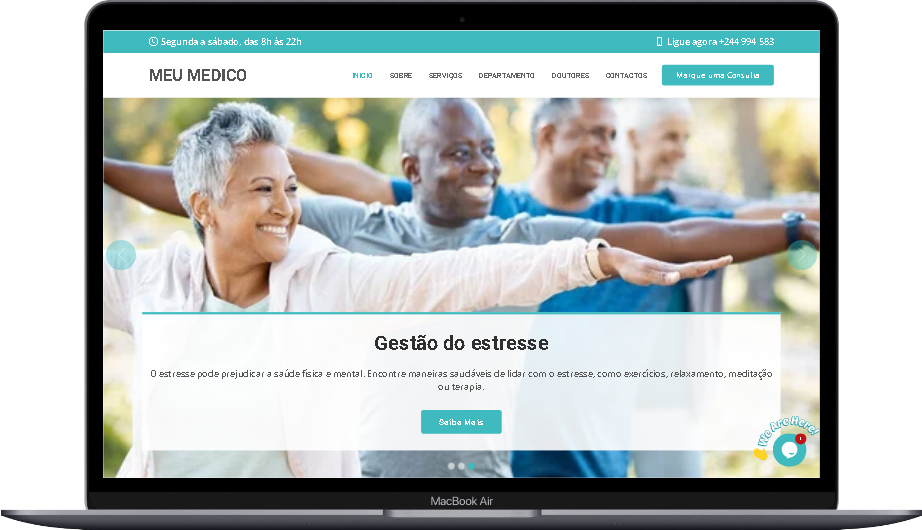 Segunda a sábado, das 8h às 22h
Ligue agora +244 994 583
MEU MEDICO
INICIO SOBRE SERVIÇOS DEPARTAMENTO DOUTORES CONTACTOS Marque uma Consulta
Gestão do estresse
O estresse pode prejudicar a saúde física e mental. Encontre maneiras saudáveis de lidar com o estresse, como exercícios, relaxamento, meditação
ou terapia.
Saiba Mais
We Are Here!
1
MacBook Air